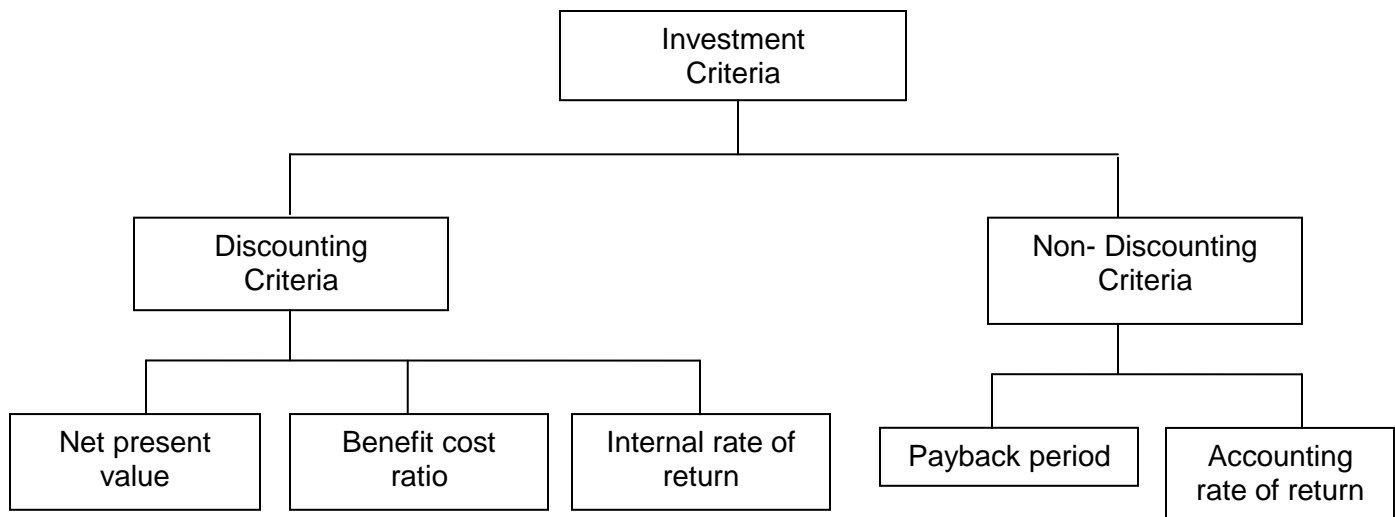 Investment
Criteria
Discounting
Criteria
Non- Discounting
Criteria
Net present
value
Benefit cost
ratio
Internal rate of
return
Payback period
Accounting
rate of return